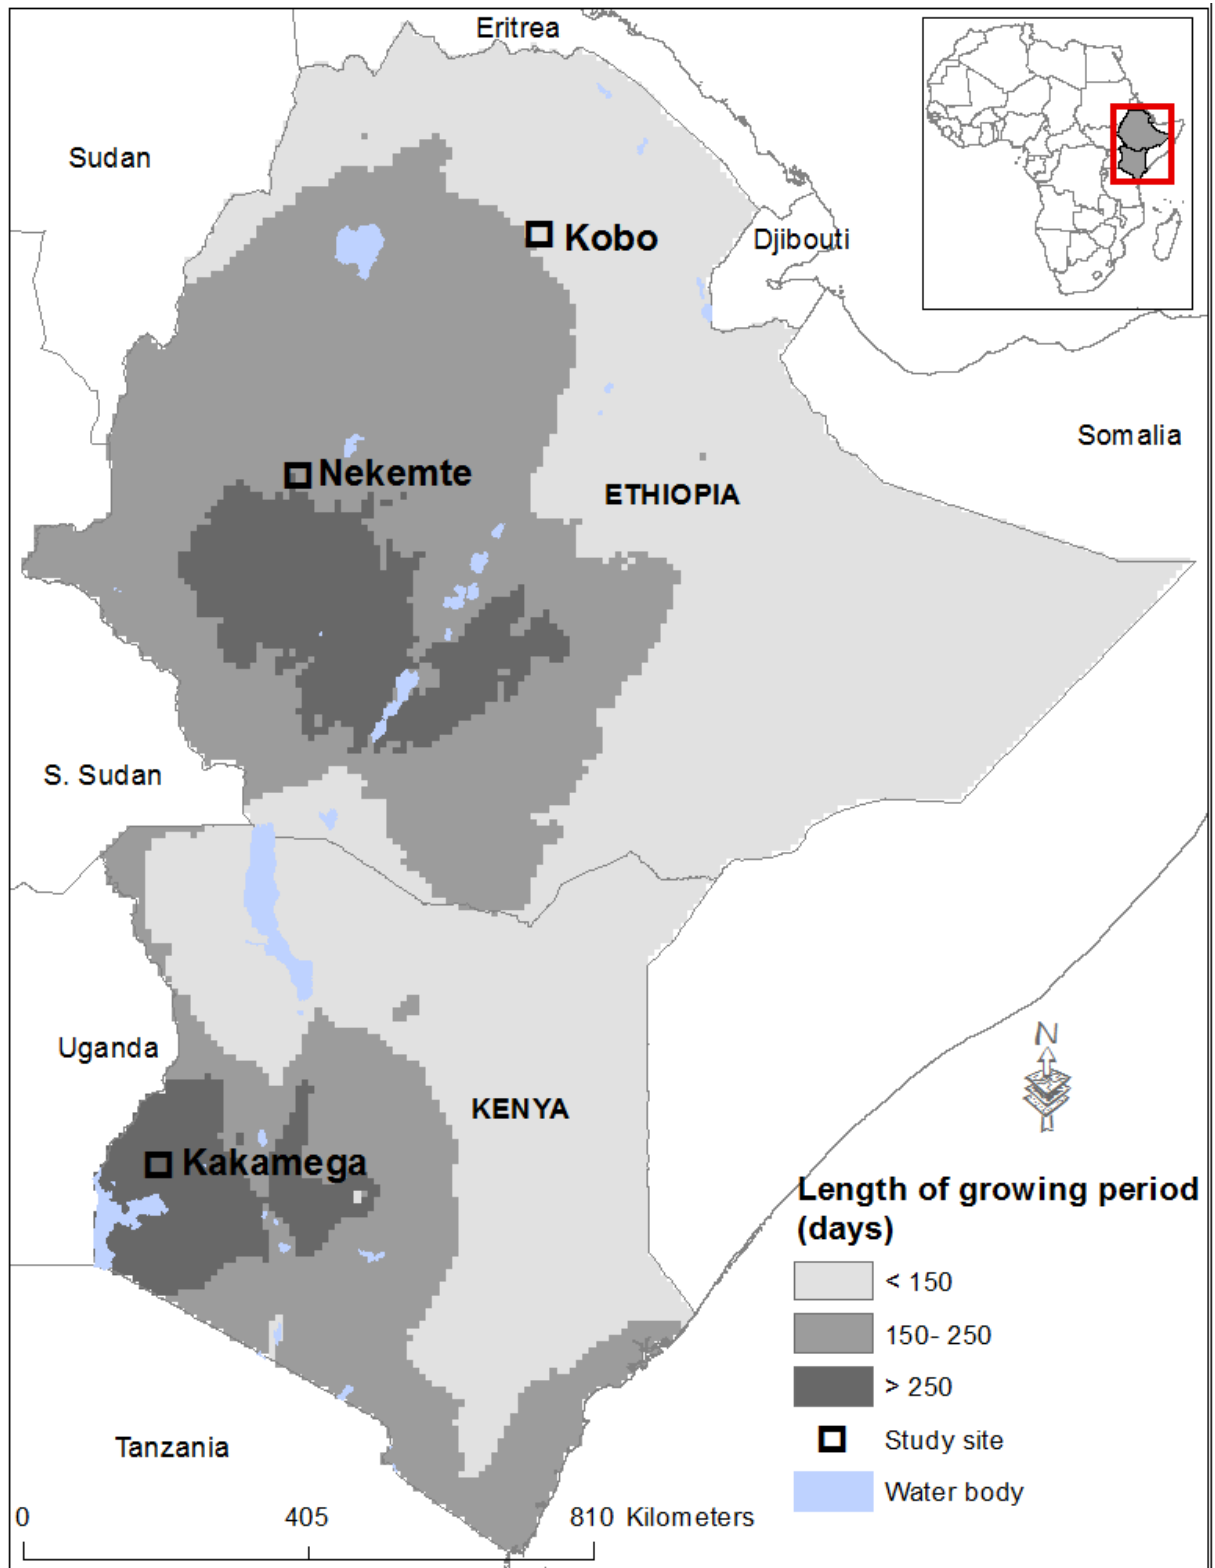 Eritrea
Sudan
Kobo
Djibouti
Somalia
Nekemte
ETHIOPIA
S. Sudan
Uganda
N
KENYA
Kakamega
Length of growing period
(days)
< 150
150- 250
> 250
Study site
Water body
Tanzania
0 405 810 Kilometers